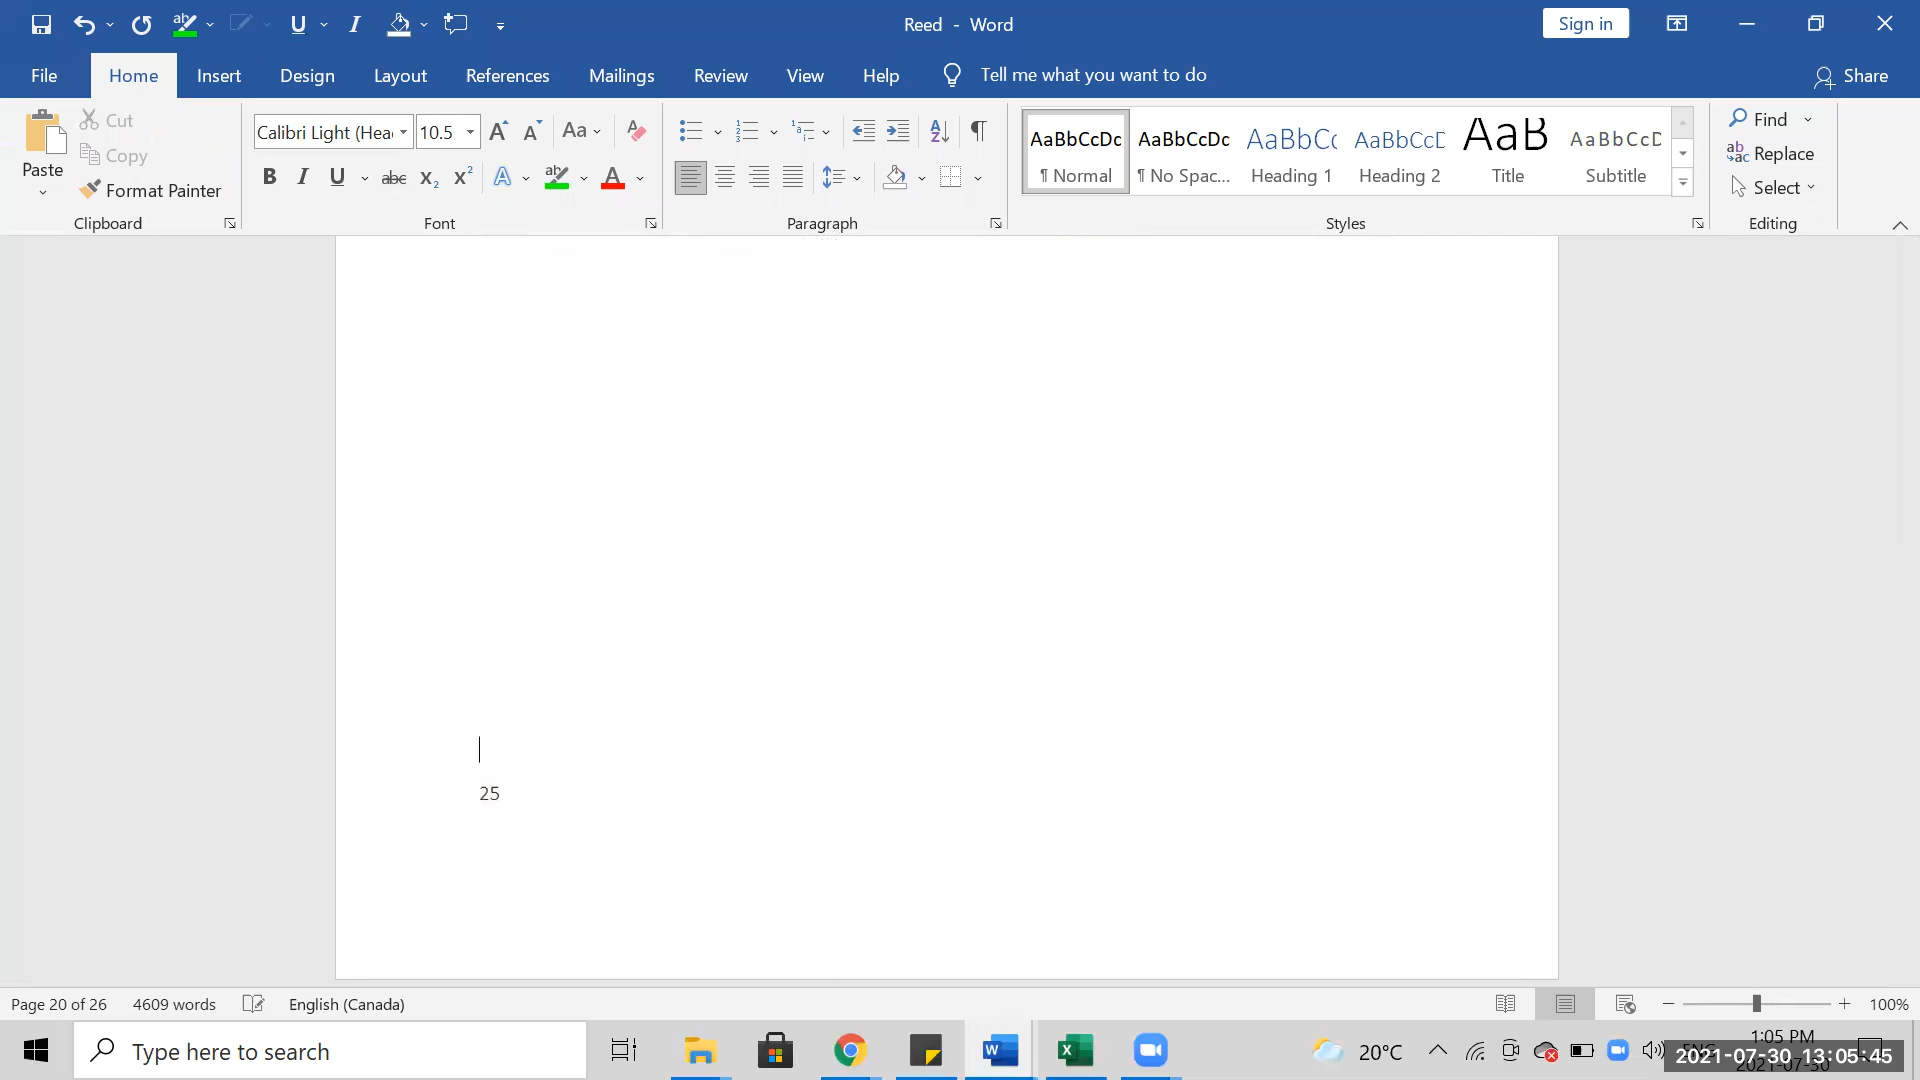 Reed - Word
Sign in
File Home Insert Design Layout References Mailings Review View Help Tell me what you want to do Share
Paste
Cut
Copy
Format Painter
Clipboard
Calibri Light (Hea 10.5
Font
Paragraph
AaBbCcDc AaBbCcDc AaBbCc AaBbCcD AaB AaBbCcD
¶ Normal ¶ No Spac... Heading 1 Heading 2 Title Subtitle
Styles
Find
Replace
Select
Editing
25
Page 20 of 26 4609 words English (Canada) 100%
Type here to search
20°C
ENG
1:05 PM
2021-07-30
2021-07-30 13:05:45